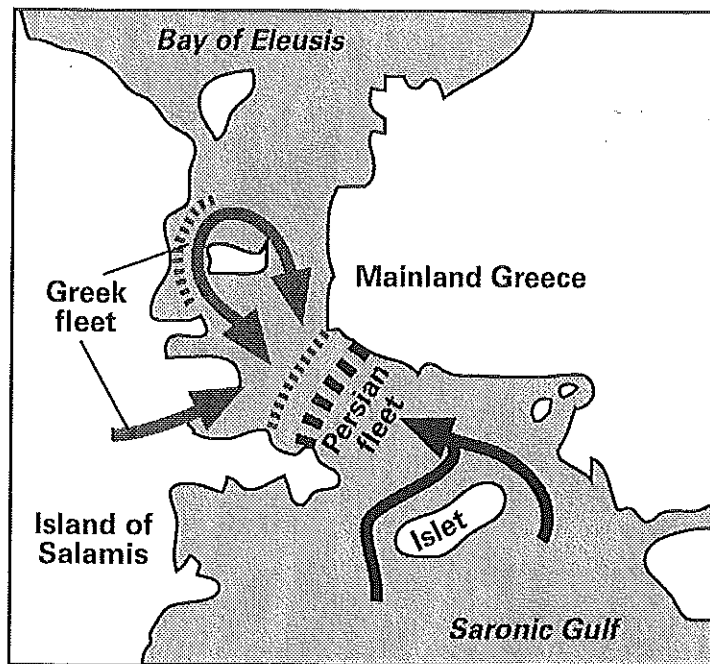 Bay of Eleusis
Mainland Greece
Greek
fleet
Persian
fleet
Island of
Salamis
Islet
Saronic Gulf